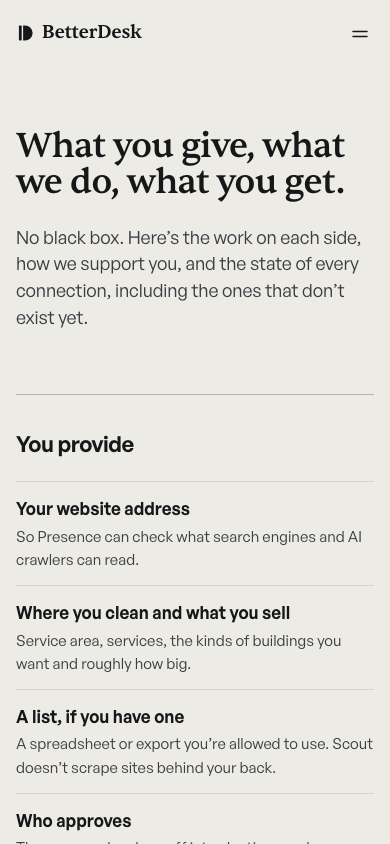 BetterDesk
What you give, what
we do, what you get.
No black box. Here’s the work on each side,
how we support you, and the state of every
connection, including the ones that don’t
exist yet.
You provide
Your website address
So Presence can check what search engines and AI
crawlers can read.
Where you clean and what you sell
Service area, services, the kinds of buildings you
want and roughly how big.
A list, if you have one
A spreadsheet or export you’re allowed to use. Scout
doesn’t scrape sites behind your back.
Who approves